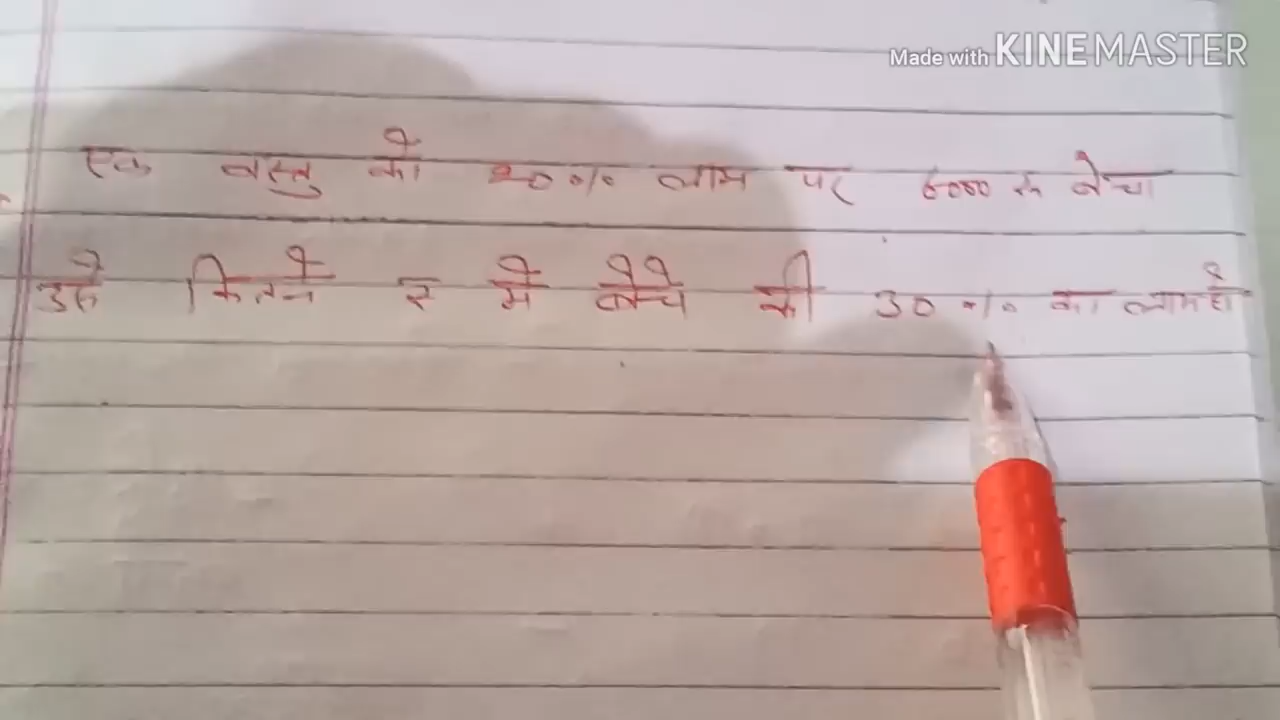 Made with KINEMASTER
एक वस्तु को 20% लाभ पर 6000 रु बेचा
उसे कितने रु मे बेचे की 30% का लाभ हो